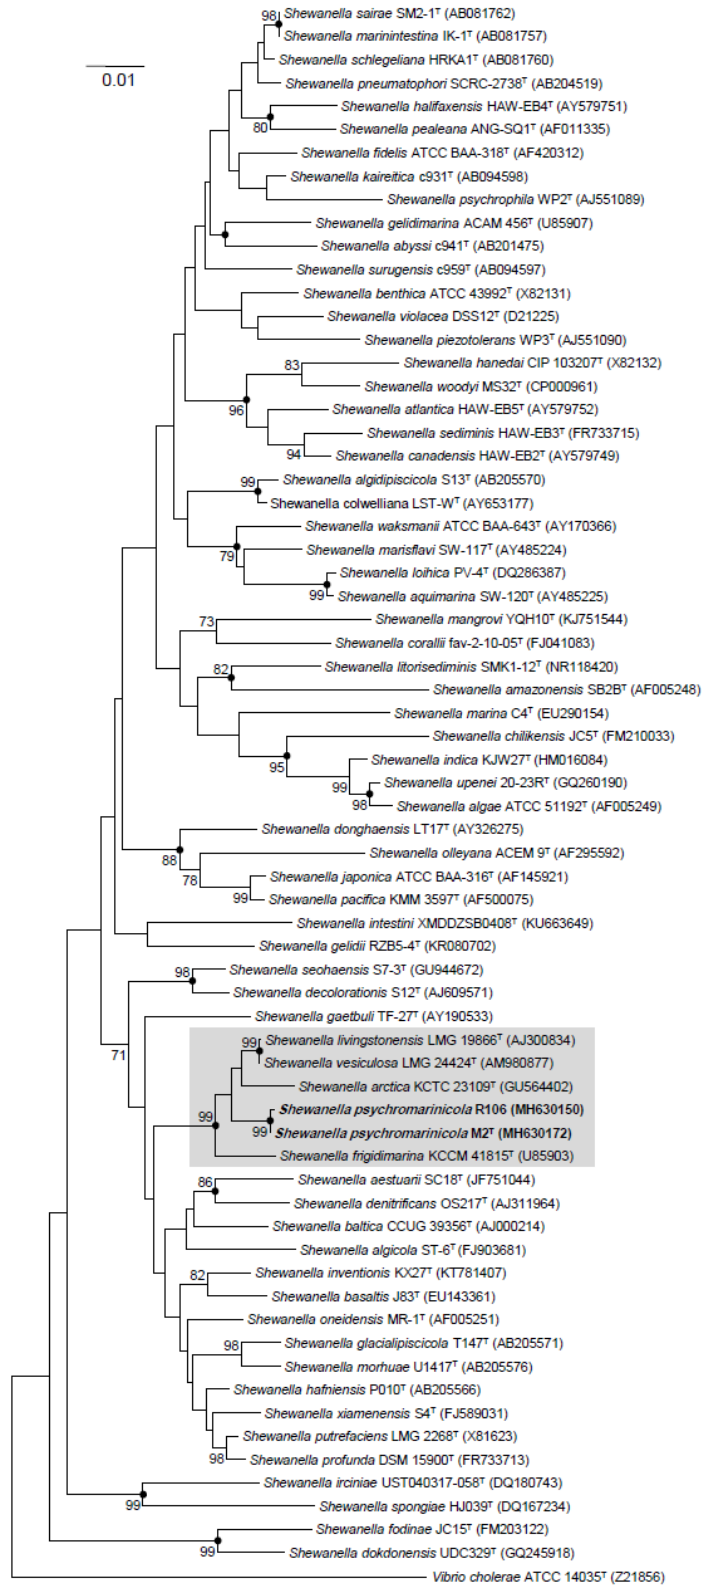 98 Shewanella sairae SM2-1ᵀ (AB081762)
Shewanella marinintestina IK-1ᵀ (AB081757)
Shewanella schlegeliana HRKA1ᵀ (AB081760)
0.01
Shewanella pneumatophori SCRC-2738ᵀ (AB204519)
Shewanella halifaxensis HAW-EB4ᵀ (AY579751)
80 Shewanella pealeana ANG-SQ1ᵀ (AF011335)
Shewanella fidelis ATCC BAA-318ᵀ (AF420312)
Shewanella kaireitica c931ᵀ (AB094598)
Shewanella psychrophila WP2ᵀ (AJ551089)
Shewanella gelidimarina ACAM 456ᵀ (U85907)
Shewanella abyssi c941ᵀ (AB201475)
Shewanella surugensis c959ᵀ (AB094597)
Shewanella benthica ATCC 43992ᵀ (X82131)
Shewanella violacea DSS12ᵀ (D21225)
Shewanella piezotolerans WP3ᵀ (AJ551090)
83 Shewanella hanedai CIP 103207ᵀ (X82132)
Shewanella woodyi MS32ᵀ (CP000961)
96 Shewanella atlantica HAW-EB5ᵀ (AY579752)
Shewanella sediminis HAW-EB3ᵀ (FR733715)
94 Shewanella canadensis HAW-EB2ᵀ (AY579749)
99 Shewanella algidipiscicola S13ᵀ (AB205570)
Shewanella colwelliana LST-Wᵀ (AY653177)
Shewanella waksmanii ATCC BAA-643ᵀ (AY170366)
79 Shewanella marisflavi SW-117ᵀ (AY485224)
Shewanella loihica PV-4ᵀ (DQ286387)
99 Shewanella aquimarina SW-120ᵀ (AY485225)
73 Shewanella mangrovi YQH10ᵀ (KJ751544)
Shewanella corallii fav-2-10-05ᵀ (FJ041083)
82 Shewanella litorisediminis SMK1-12ᵀ (NR118420)
Shewanella amazonensis SB2Bᵀ (AF005248)
Shewanella marina C4ᵀ (EU290154)
Shewanella chilikensis JC5ᵀ (FM210033)
95 Shewanella indica KJW27ᵀ (HM016084)
99 Shewanella upenei 20-23Rᵀ (GQ260190)
98 Shewanella algae ATCC 51192ᵀ (AF005249)
Shewanella donghaensis LT17ᵀ (AY326275)
88 Shewanella olleyana ACEM 9ᵀ (AF295592)
78 Shewanella japonica ATCC BAA-316ᵀ (AF145921)
99 Shewanella pacifica KMM 3597ᵀ (AF500075)
Shewanella intestini XMDDZSB0408ᵀ (KU663649)
Shewanella gelidii RZB5-4ᵀ (KR080702)
98 Shewanella seohaensis S7-3ᵀ (GU944672)
Shewanella decolorationis S12ᵀ (AJ609571)
Shewanella gaetbuli TF-27ᵀ (AY190533)
99 Shewanella livingstonensis LMG 19866ᵀ (AJ300834)
71 Shewanella vesiculosa LMG 24424ᵀ (AM980877)
Shewanella arctica KCTC 23109ᵀ (GU564402)
99 Shewanella psychromarinicola R106 (MH630150)
99 Shewanella psychromarinicola M2ᵀ (MH630172)
Shewanella frigidimarina KCCM 41815ᵀ (U85903)
86 Shewanella aestuarii SC18ᵀ (JF751044)
Shewanella denitrificans OS217ᵀ (AJ311964)
Shewanella baltica CCUG 39356ᵀ (AJ000214)
Shewanella algicola ST-6ᵀ (FJ903681)
82 Shewanella inventionis KX27ᵀ (KT781407)
Shewanella basaltis J83ᵀ (EU143361)
Shewanella oneidensis MR-1ᵀ (AF005251)
98 Shewanella glacialipiscicola T147ᵀ (AB205571)
Shewanella morhuae U1417ᵀ (AB205576)
Shewanella hafniensis P010ᵀ (AB205566)
Shewanella xiamenensis S4ᵀ (FJ589031)
Shewanella putrefaciens LMG 2268ᵀ (X81623)
98 Shewanella profunda DSM 15900ᵀ (FR733713)
Shewanella irciniae UST040317-058ᵀ (DQ180743)
99 Shewanella spongiae HJ039ᵀ (DQ167234)
Shewanella fodinae JC15ᵀ (FM203122)
99 Shewanella dokdonensis UDC329ᵀ (GQ245918)
Vibrio cholerae ATCC 14035ᵀ (Z21856)